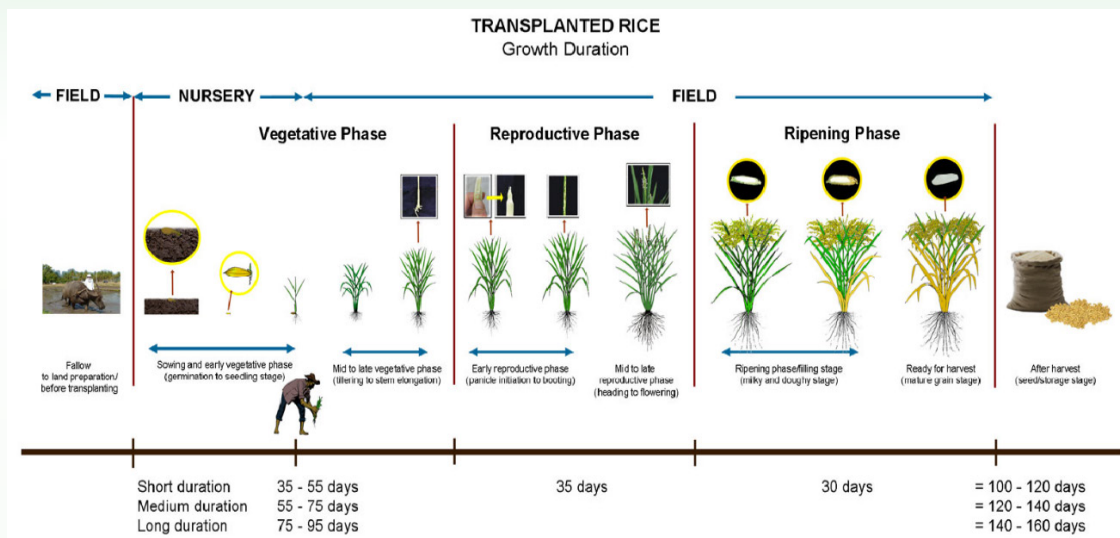 TRANSPLANTED RICE
Growth Duration
FIELD
NURSERY
FIELD
Vegetative Phase
Reproductive Phase
Ripening Phase
Fallow
to land preparation/
before transplanting
Sowing and early vegetative phase
(germination to seedling stage)
Mid to late vegetative phase
(tillering to stem elongation)
Early reproductive phase
(panicle initiation to booting)
Mid to late
reproductive phase
(heading to flowering)
Ripening phase/filling stage
(milky and doughy stage)
Ready for harvest
(mature grain stage)
After harvest
(seed/storage stage)
Short duration 35 - 55 days 35 days 30 days = 100 - 120 days
Medium duration 55 - 75 days = 120 - 140 days
Long duration 75 - 95 days = 140 - 160 days